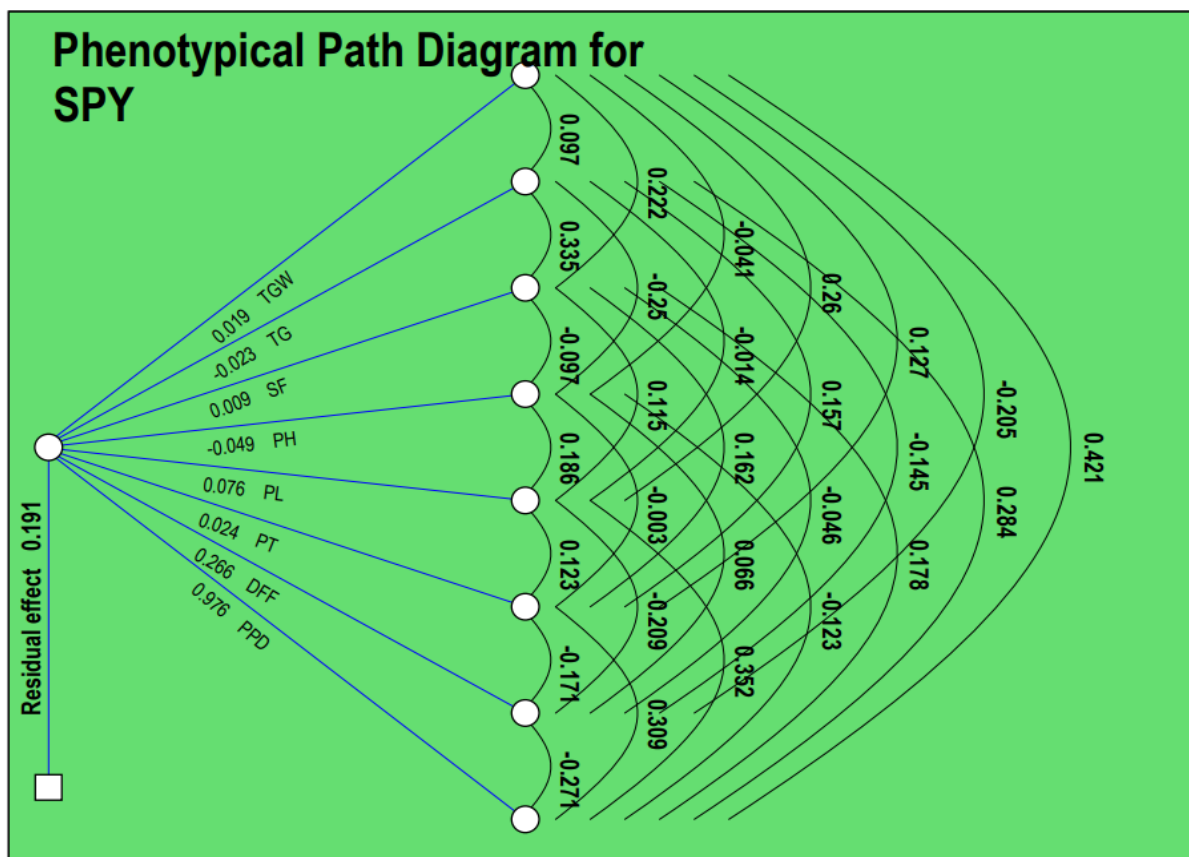 Phenotypical Path Diagram for
SPY
0.019 TGW
-0.023 TG
0.009 SF
-0.049 PH
0.076 PL
0.024 PT
0.266 DFF
0.976 PPD
Residual effect 0.191
0.097
0.335
-0.097
0.186
0.123
-0.171
-0.271
0.222
-0.25
0.115
-0.003
-0.209
0.309
-0.041
-0.014
0.162
0.066
0.352
0.26
0.157
-0.046
-0.123
0.127
-0.145
0.178
-0.205
0.284
0.421